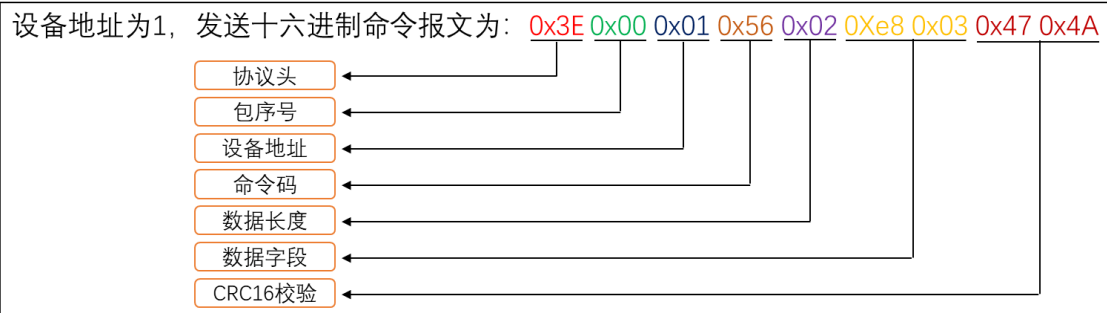 设备地址为1，发送十六进制命令报文为：0x3E 0x00 0x01 0x56 0x02 0Xe8 0x03 0x47 0x4A
协议头
包序号
设备地址
命令码
数据长度
数据字段
CRC16校验